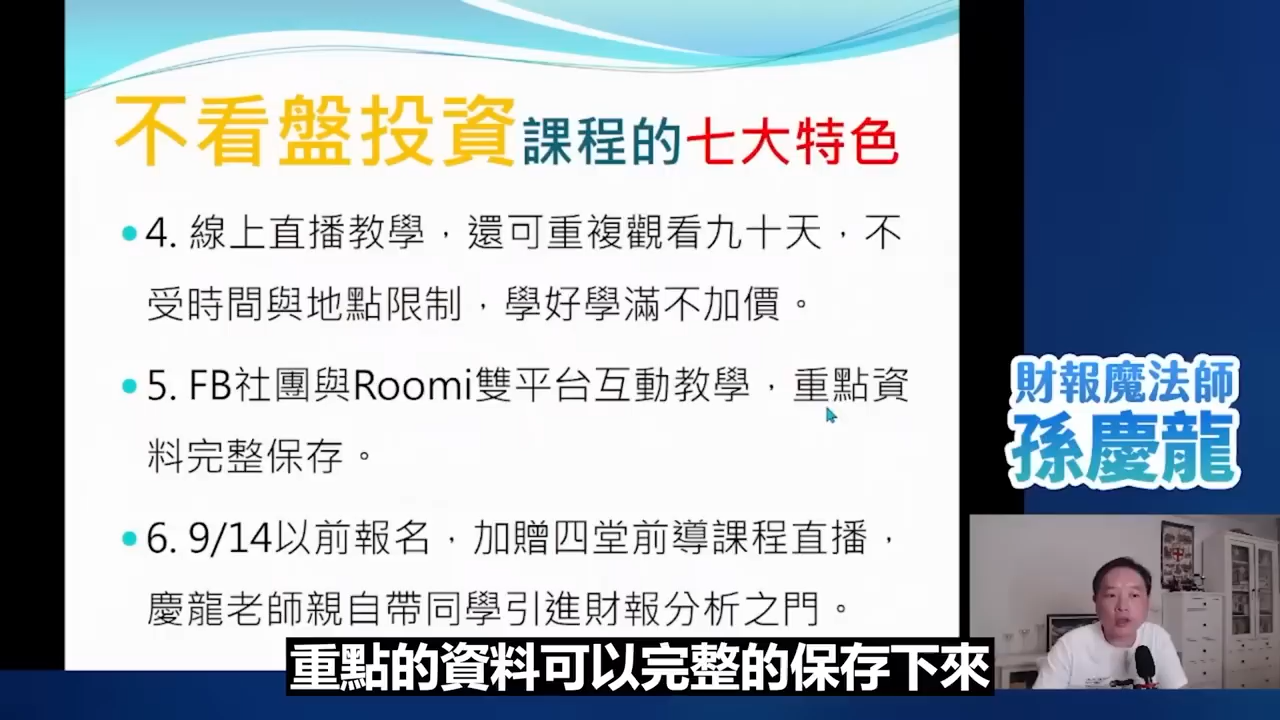 不看盤投資課程的七大特色
•4. 線上直播教學，還可重複觀看九十天，不
受時間與地點限制，學好學滿不加價。
•5. FB社團與Roomi雙平台互動教學，重點資
料完整保存。
•6. 9/14以前報名，加贈四堂前導課程直播，
慶龍老師親自帶同學引進財報分析之門。
財報魔法師
孫慶龍
重點的資料可以完整的保存下來